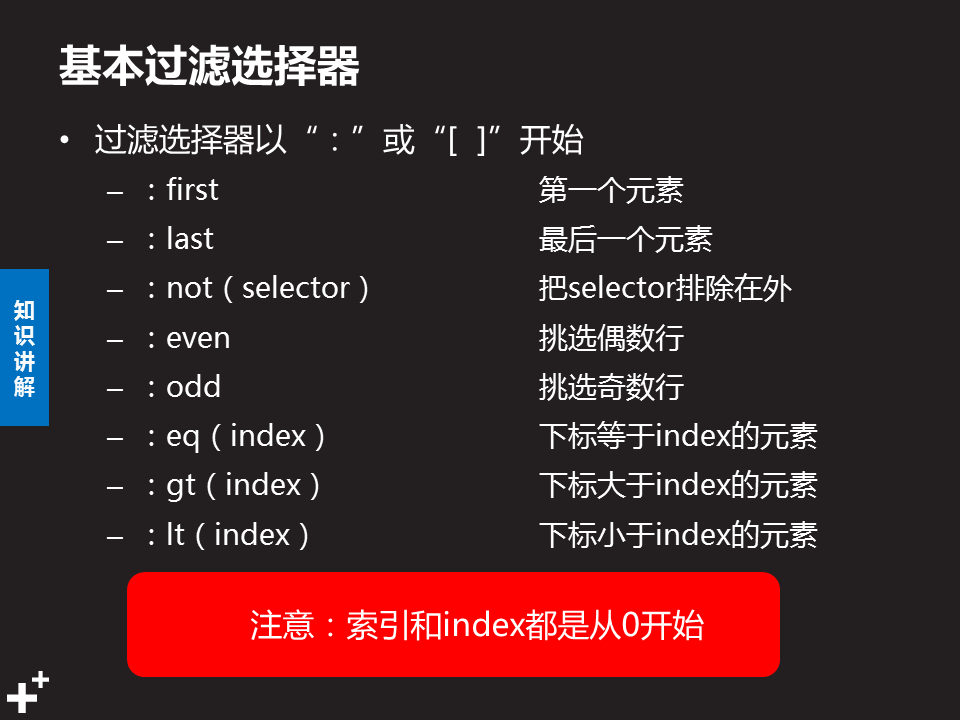 基本过滤选择器
• 过滤选择器以“：”或“[ ]”开始
– ：first 第一个元素
– ：last 最后一个元素
– ：not（selector） 把selector排除在外
– ：even 挑选偶数行
– ：odd 挑选奇数行
– ：eq（index） 下标等于index的元素
– ：gt（index） 下标大于index的元素
– ：lt（index） 下标小于index的元素
知识讲解
注意：索引和index都是从0开始